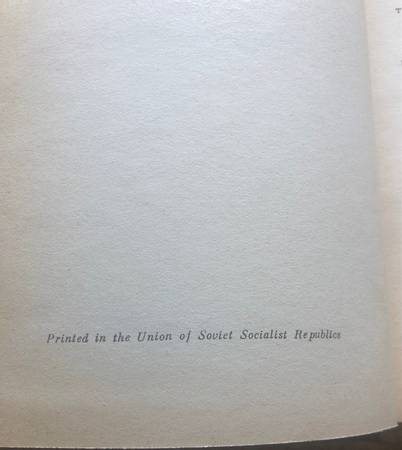 Printed in the Union of Soviet Socialist Republics